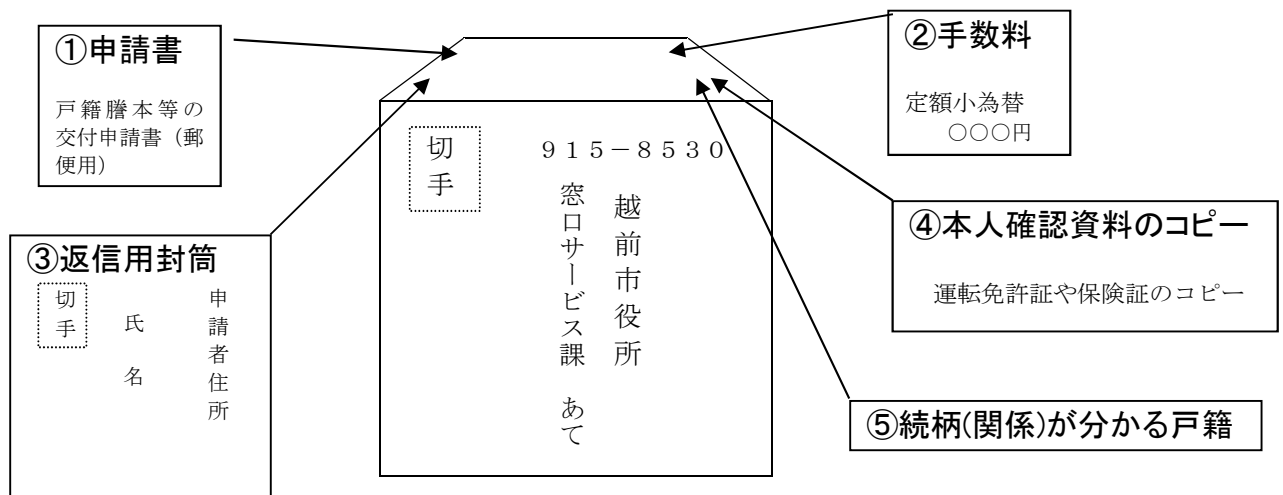 ①申請書
戸籍謄本等の
交付申請書（郵
便用）
②手数料
定額小為替
○○○円
切手
９１５－８５３０
越前市役所
窓口サービス課　あて
③返信用封筒
切手
申請者住所
氏名
④本人確認資料のコピー
運転免許証や保険証のコピー
⑤続柄(関係)が分かる戸籍